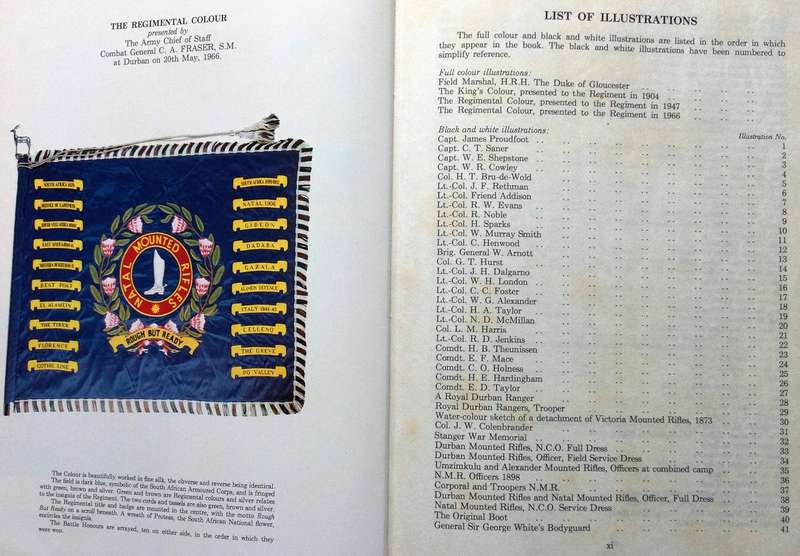 THE REGIMENTAL COLOUR
presented by
The Army Chief of Staff
Combat General C. A. FRASER, S.M.
at Durban on 20th May, 1966.
NATAL 1906
GIBEON
DADABA
GAZALA
ALAMEIN DEFENCE
ITALY 1944-45
CELLENO
THE GREVE
PO VALLEY
BEST POST
EL ALAMEIN
THE TIBER
FLORENCE
GOTHIC LINE
NATAL MOUNTED RIFLES
ROUGH BUT READY
The Colour is beautifully worked in fine silk, the obverse and reverse being identical.
The field is dark blue, symbolic of the South African Armoured Corps, and is fringed
with green, brown and silver. Green and brown are Regimental colours and silver relates
to the insignia of the Regiment. The two cords and tassels are also green, brown and silver.
The Regimental title and badge are mounted in the centre, with the motto Rough
But Ready on a scroll beneath. A wreath of Proteas, the South African National flower,
encircles the insignia.
The Battle Honours are arrayed, ten on either side, in the order in which they
were won.
LIST OF ILLUSTRATIONS
The full colour and black and white illustrations are listed in the order in which
they appear in the book. The black and white illustrations have been numbered to
simplify reference.
Full colour illustrations:
Field Marshal, H.R.H. The Duke of Gloucester
The King's Colour, presented to the Regiment in 1904
The Regimental Colour, presented to the Regiment in 1947
The Regimental Colour, presented to the Regiment in 1966
Black and white illustrations: Illustration No.
Capt. James Proudfoot 1
Capt. C. T. Saner 2
Capt. W. E. Shepstone 3
Capt. W. R. Cowley 4
Col. H. T. Bru-de-Wold 5
Lt.-Col. J. F. Rethman 6
Lt.-Col. Friend Addison 7
Lt.-Col. R. W. Evans 8
Lt.-Col. R. Noble 9
Lt.-Col. H. Sparks 10
Lt.-Col. W. Murray Smith 11
Lt.-Col. C. Henwood 12
Brig. General W. Arnott 13
Col. G. T. Hurst 14
Lt.-Col. J. H. Dalgarno 15
Lt.-Col. W. H. London 16
Lt.-Col. C. C. Foster 17
Lt.-Col. W. G. Alexander 18
Lt.-Col. H. A. Taylor 19
Lt.-Col. N. D. McMillan 20
Col. L. M. Harris 21
Lt.-Col. R. D. Jenkins 22
Comdt. H. B. Theunissen 23
Comdt. E. F. Mace 24
Comdt. C. O. Holness 25
Comdt. H. E. Hardingham 26
Comdt. E. D. Taylor 27
A Royal Durban Ranger 28
Royal Durban Rangers, Trooper 29
Water-colour sketch of a detachment of Victoria Mounted Rifles, 1873 30
Col. J. W. Colenbrander 31
Stanger War Memorial 32
Durban Mounted Rifles, N.C.O. Full Dress 33
Durban Mounted Rifles, Officer, Field Service Dress 34
Umzimkulu and Alexander Mounted Rifles, Officers at combined camp 35
N.M.R. Officers 1898 36
Corporal and Troopers N.M.R. 37
Durban Mounted Rifles and Natal Mounted Rifles, Officer, Full Dress 38
Natal Mounted Rifles, N.C.O. Service Dress 39
The Original Boot 40
General Sir George White's Bodyguard 41
xi